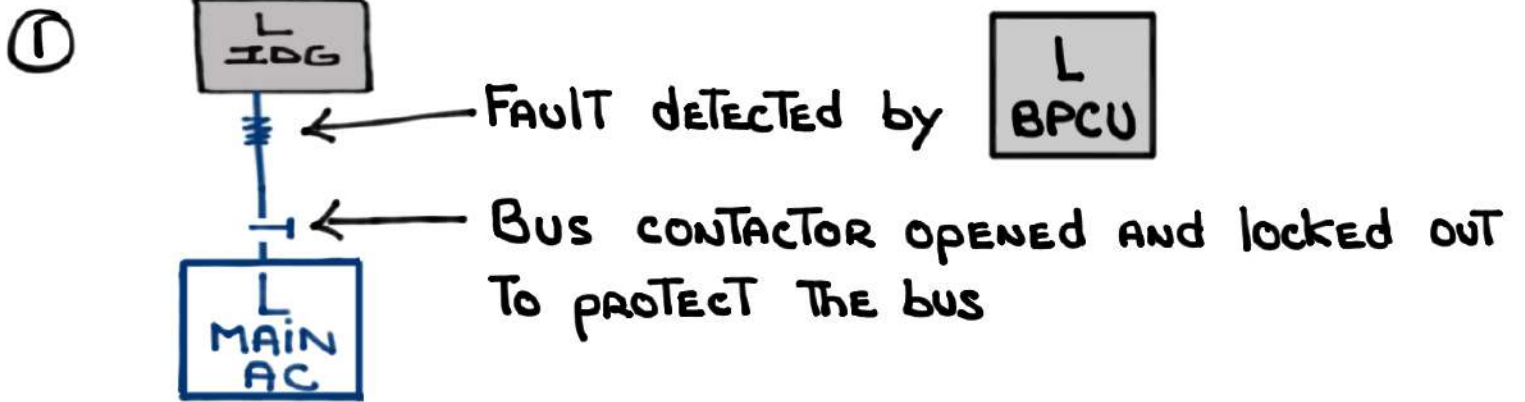 ①
L
IDG
FAULT dETECTEd by
L
BPCU
BUS CONTACTOR OPENEd AND locKEd OUT
To PROTECT THE bUS
L
MAiN
AC